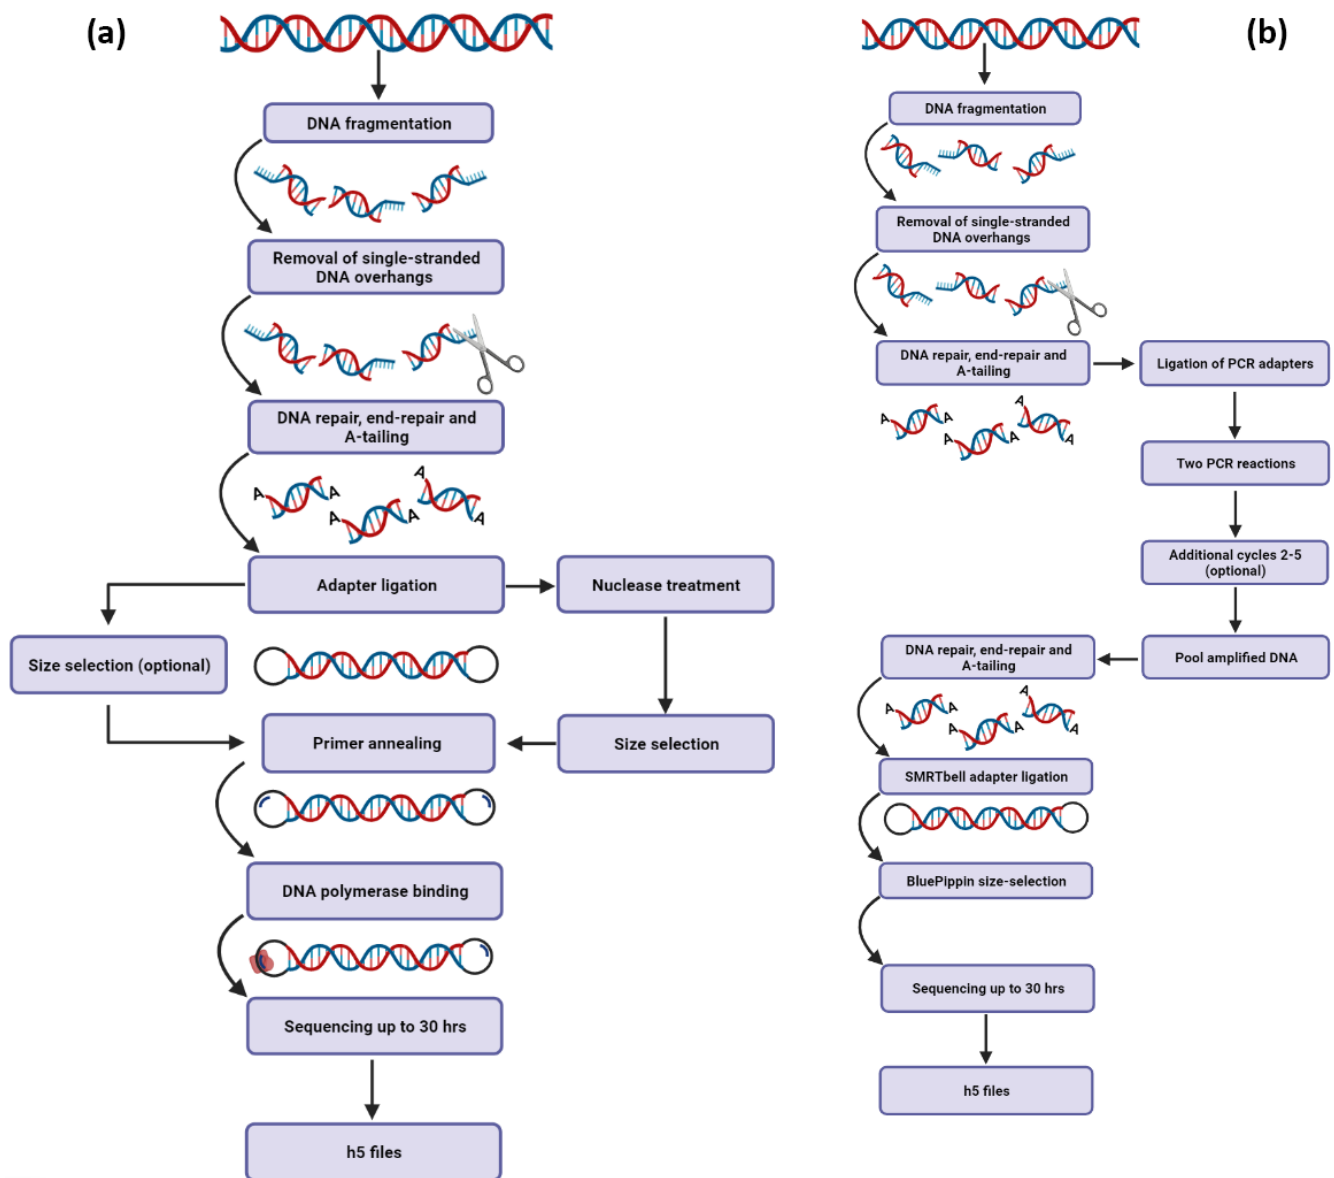 (a)
DNA fragmentation
Removal of single-stranded
DNA overhangs
DNA repair, end-repair and
A-tailing
A
A
A
A
A
A
Adapter ligation
Nuclease treatment
Size selection (optional)
Primer annealing
Size selection
DNA polymerase binding
Sequencing up to 30 hrs
h5 files
(b)
DNA fragmentation
Removal of single-stranded
DNA overhangs
DNA repair, end-repair and
A-tailing
A
A
A
A
A
A
Ligation of PCR adapters
Two PCR reactions
Additional cycles 2-5
(optional)
Pool amplified DNA
DNA repair, end-repair and
A-tailing
A
A
A
A
A
A
SMRTbell adapter ligation
BluePippin size-selection
Sequencing up to 30 hrs
h5 files